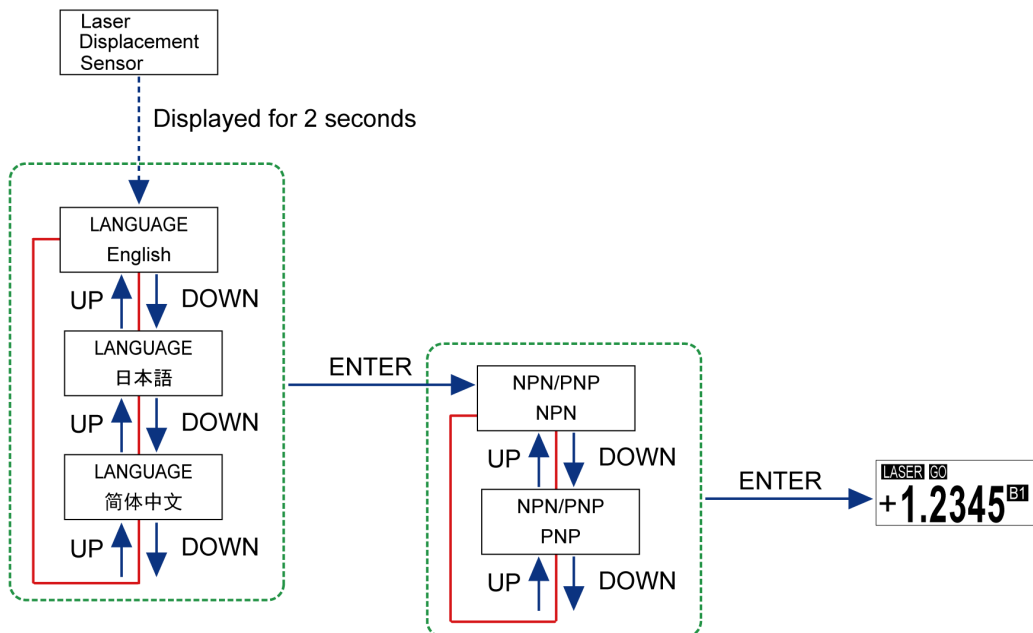 Laser
Displacement
Sensor
Displayed for 2 seconds
LANGUAGE
English
UP
DOWN
LANGUAGE
日本語
UP
DOWN
LANGUAGE
简体中文
UP
DOWN
ENTER
NPN/PNP
NPN
UP
DOWN
NPN/PNP
PNP
UP
DOWN
ENTER
LASER GO
+1.2345 B1